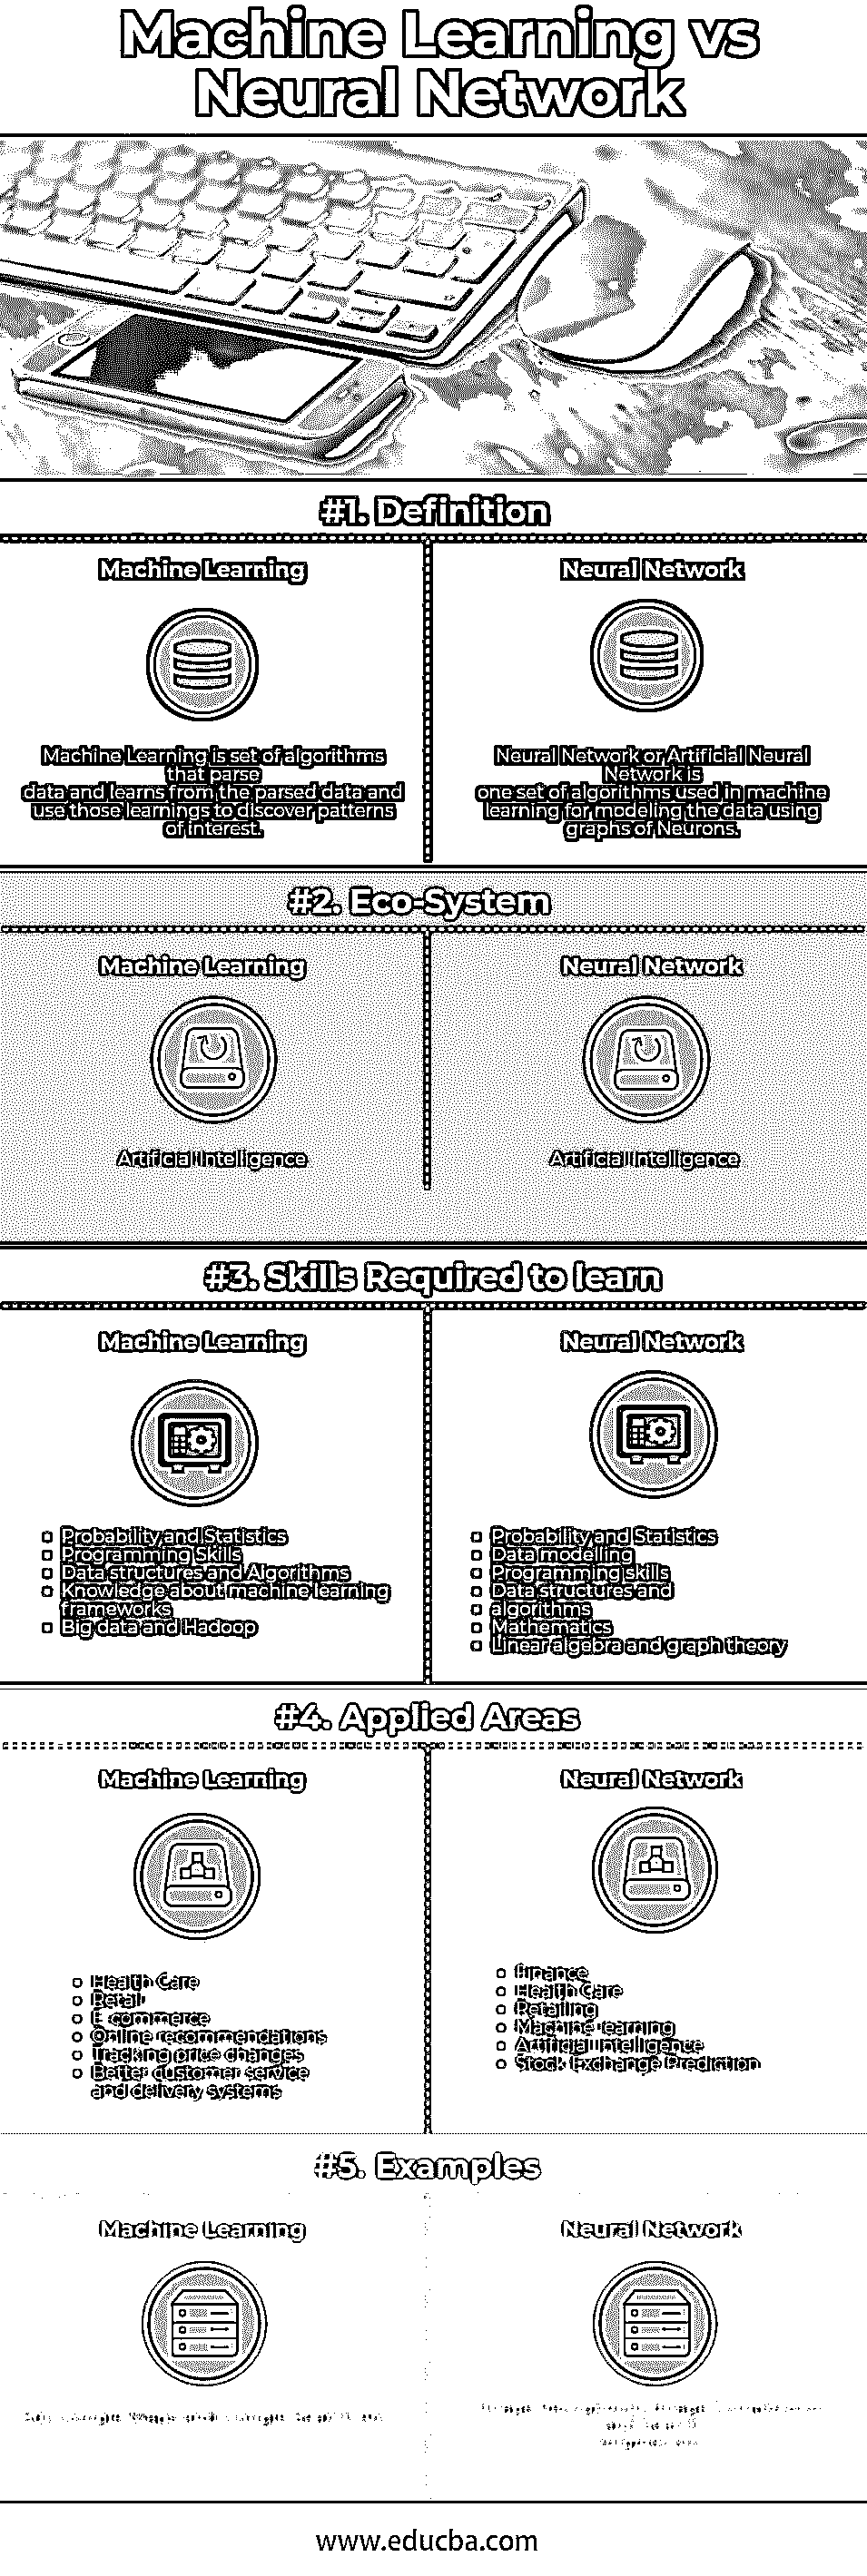 Machine Learning vs
Neural Network
#1. Definition
Machine Learning
Neural Network
Machine Learning is set of algorithms
that parse
data and learns from the parsed data and
use those learnings to discover patterns
of interest.
Neural Network or Artificial Neural
Network is
one set of algorithms used in machine
learning for modeling the data using
graphs of Neurons.
#2. Eco-System
Machine Learning
Neural Network
Artificial Intelligence
Artificial Intelligence
#3. Skills Required to learn
Machine Learning
Neural Network
Probability and Statistics
Programming Skills
Data structures and Algorithms
Knowledge about machine learning
frameworks
Big data and Hadoop
Probability and Statistics
Data modelling
Programming skills
Data structures and
algorithms
Mathematics
Linear algebra and graph theory
#4. Applied Areas
Machine Learning
Neural Network
Health Care
Retail
E-commerce
Online recommendations
Tracking price changes
Better customer service
and delivery systems
Finance
Health Care
Retailing
Machine learning
Artificial Intelligence
Stock Exchange Prediction
#5. Examples
Machine Learning
Neural Network
www.educba.com